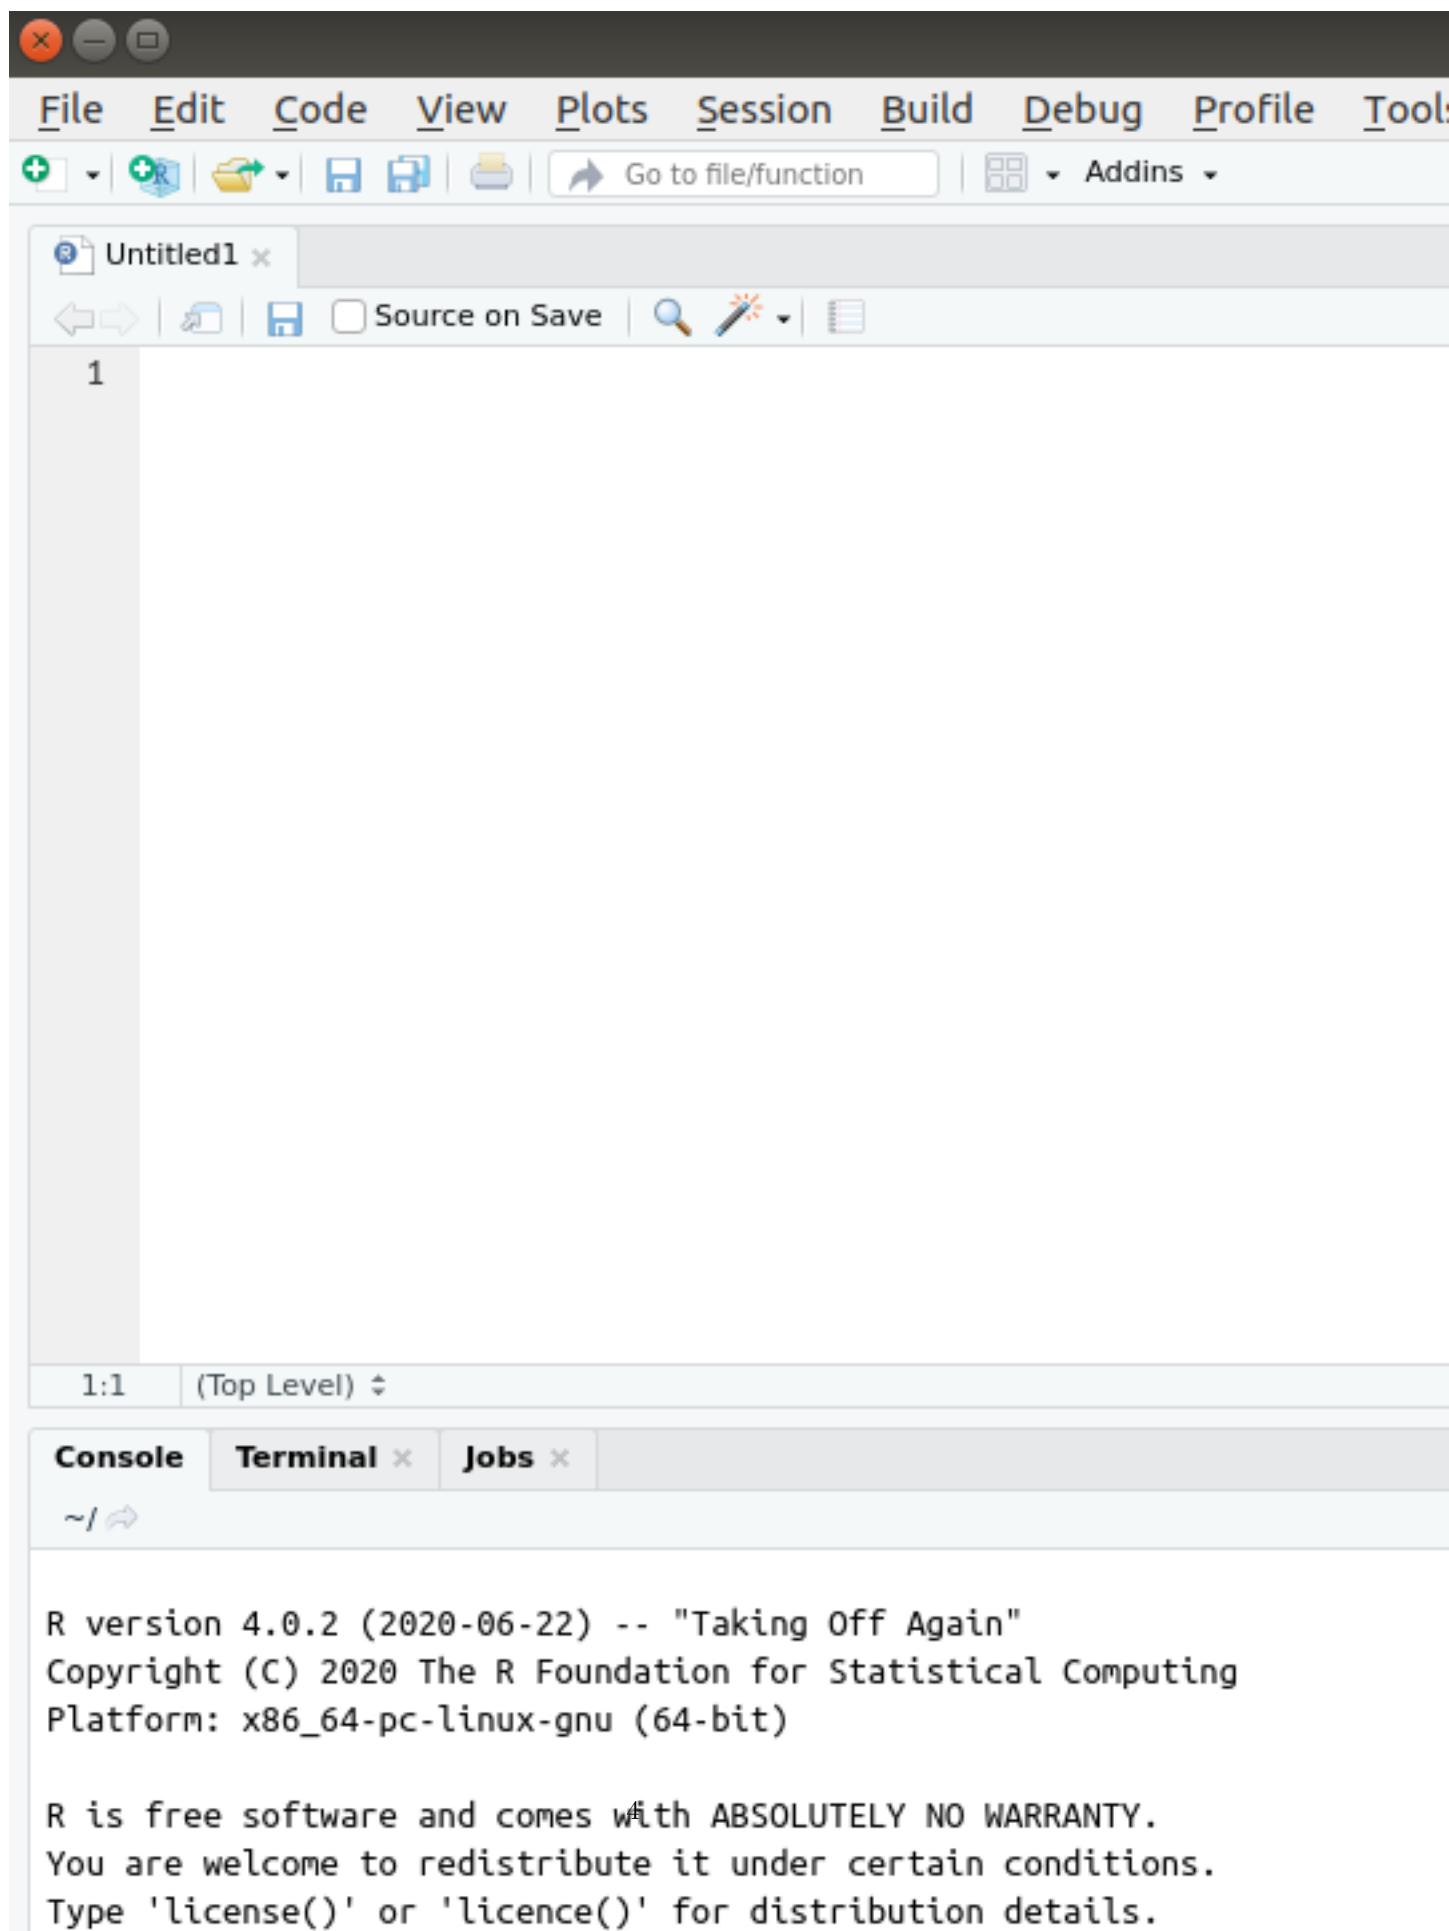 File Edit Code View Plots Session Build Debug Profile Tools
Go to file/function Addins
Untitled1
Source on Save
1
1:1 (Top Level)
Console Terminal Jobs
~/
R version 4.0.2 (2020-06-22) -- "Taking Off Again"
Copyright (C) 2020 The R Foundation for Statistical Computing
Platform: x86_64-pc-linux-gnu (64-bit)
R is free software and comes with ABSOLUTELY NO WARRANTY.
4
You are welcome to redistribute it under certain conditions.
Type 'license()' or 'licence()' for distribution details.